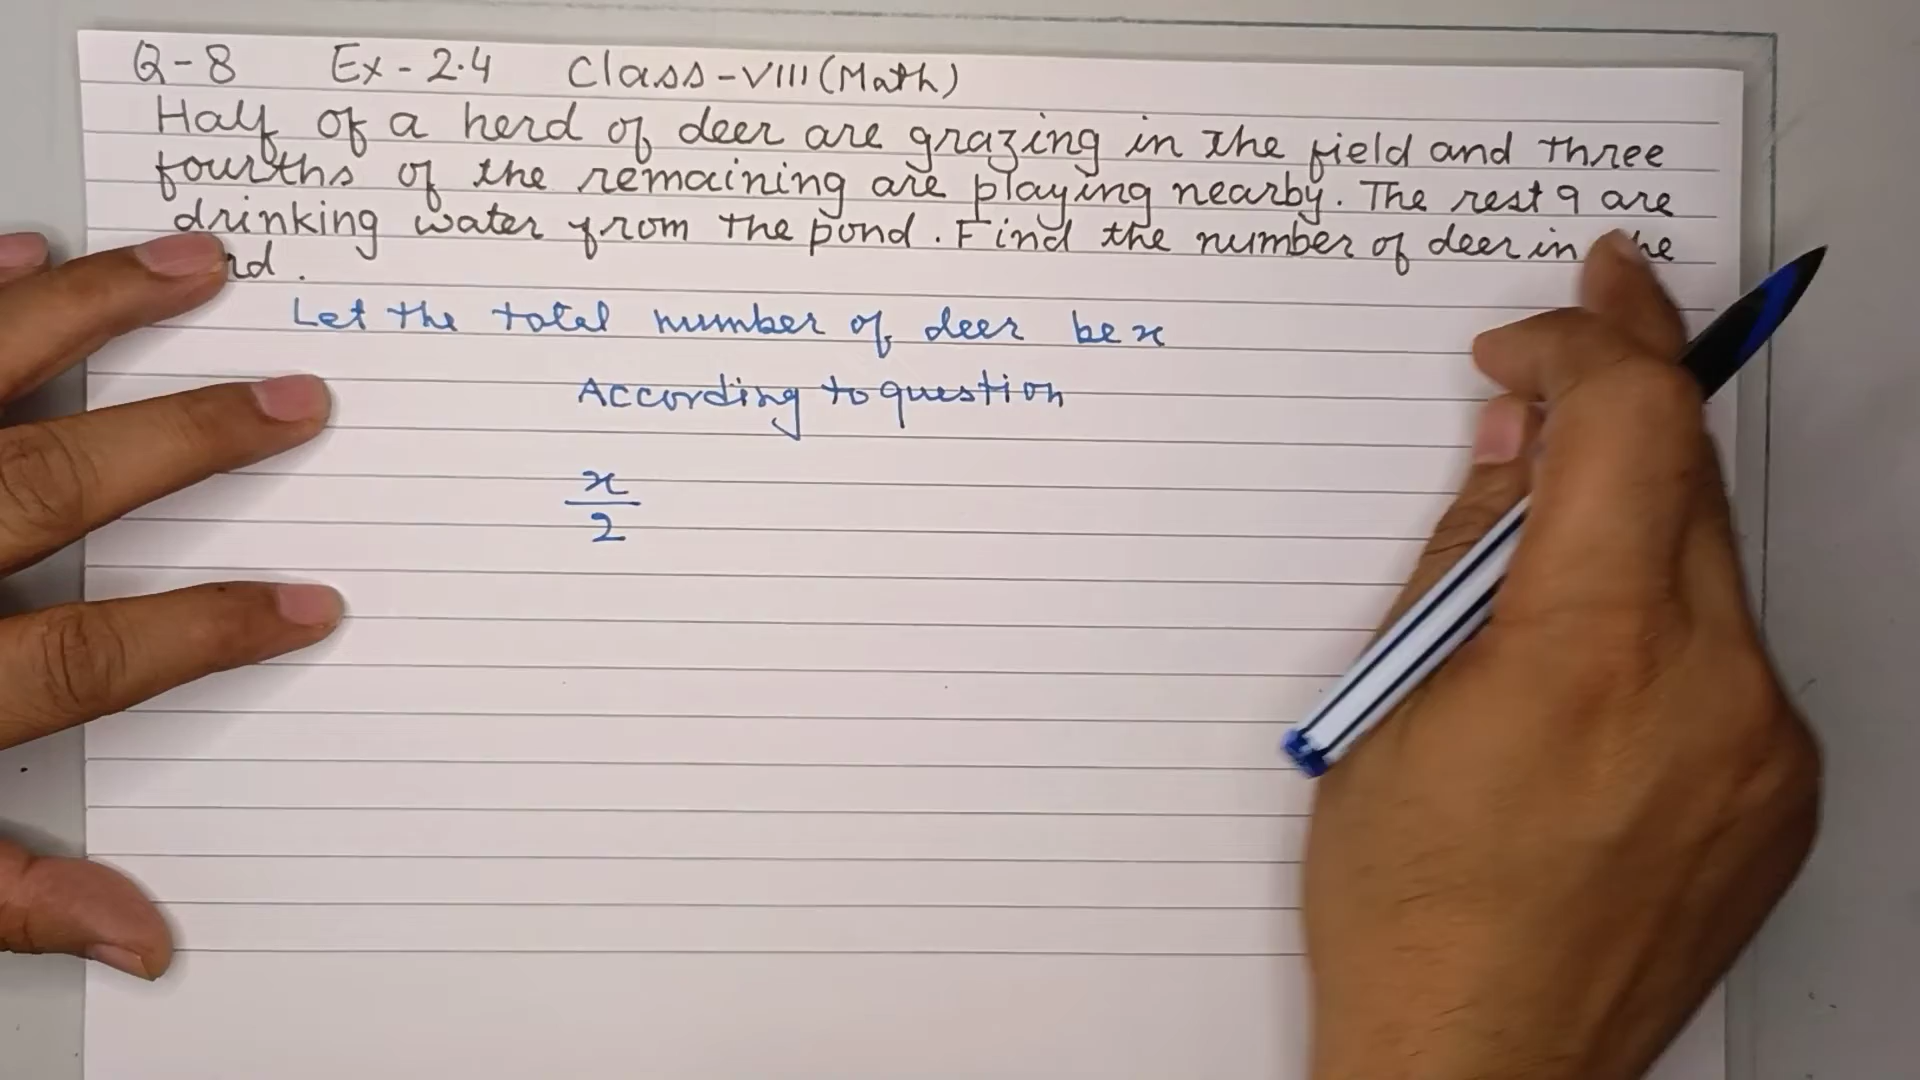 Q-8 Ex-2.4 Class-VIII (Math)
Half of a herd of deer are grazing in the field and three
fourths of the remaining are playing nearby. The rest 9 are
drinking water from the pond. Find the number of deer in
Let the total number of deer be x
According to question
x
2